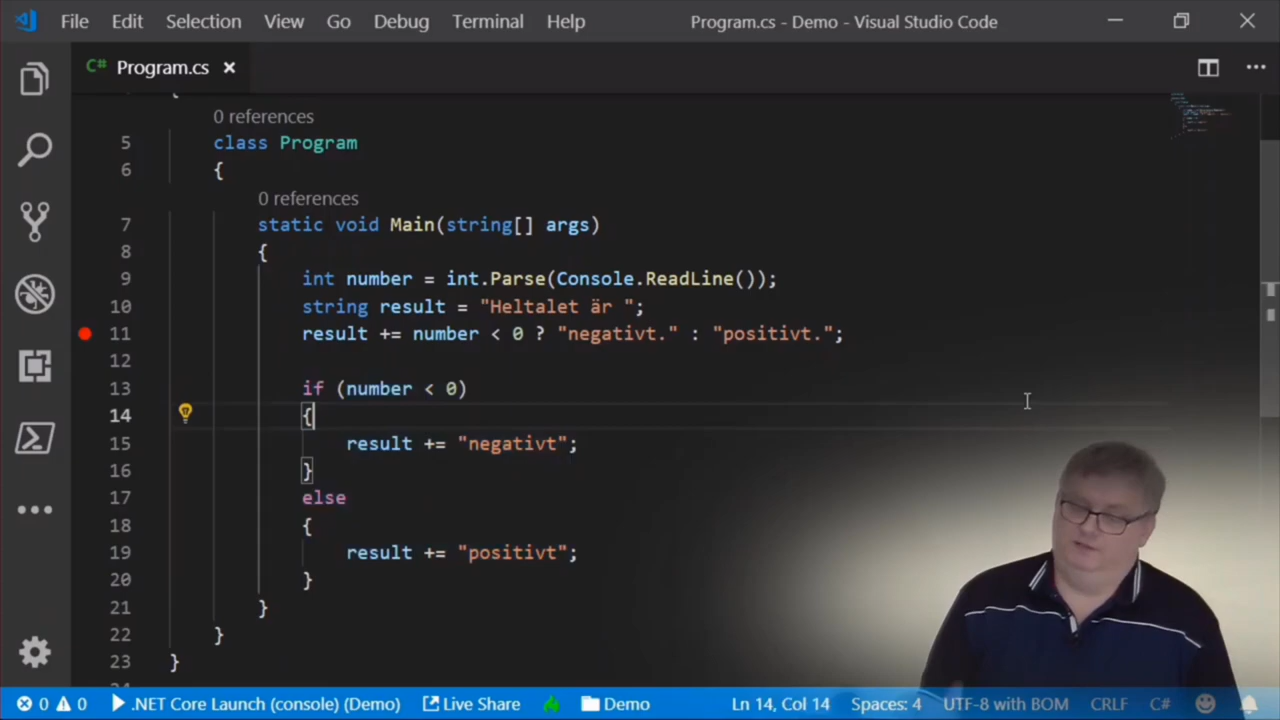 File Edit Selection View Go Debug Terminal Help Program.cs - Demo - Visual Studio Code
C# Program.cs
{
0 references
5 class Program
6 {
0 references
7 static void Main(string[] args)
8 {
9 int number = int.Parse(Console.ReadLine());
10 string result = "Heltalet är ";
11 result += number < 0 ? "negativt." : "positivt.";
12
13 if (number < 0)
14 {
15 result += "negativt";
16 }
17 else
18 {
19 result += "positivt";
20 }
21 }
22 }
23 }
0 0 .NET Core Launch (console) (Demo) Live Share Demo Ln 14, Col 14 Spaces: 4 UTF-8 with BOM CRLF C#